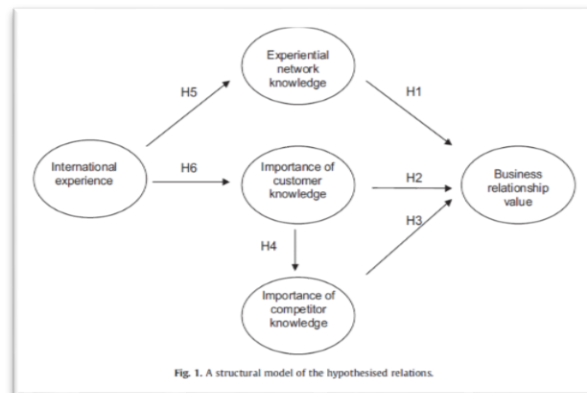 Experiential
network
knowledge
H5
H1
International
experience
H6
Importance of
customer
knowledge
H2
Business
relationship
value
H3
H4
Importance of
competitor
knowledge
Fig. 1. A structural model of the hypothesised relations.